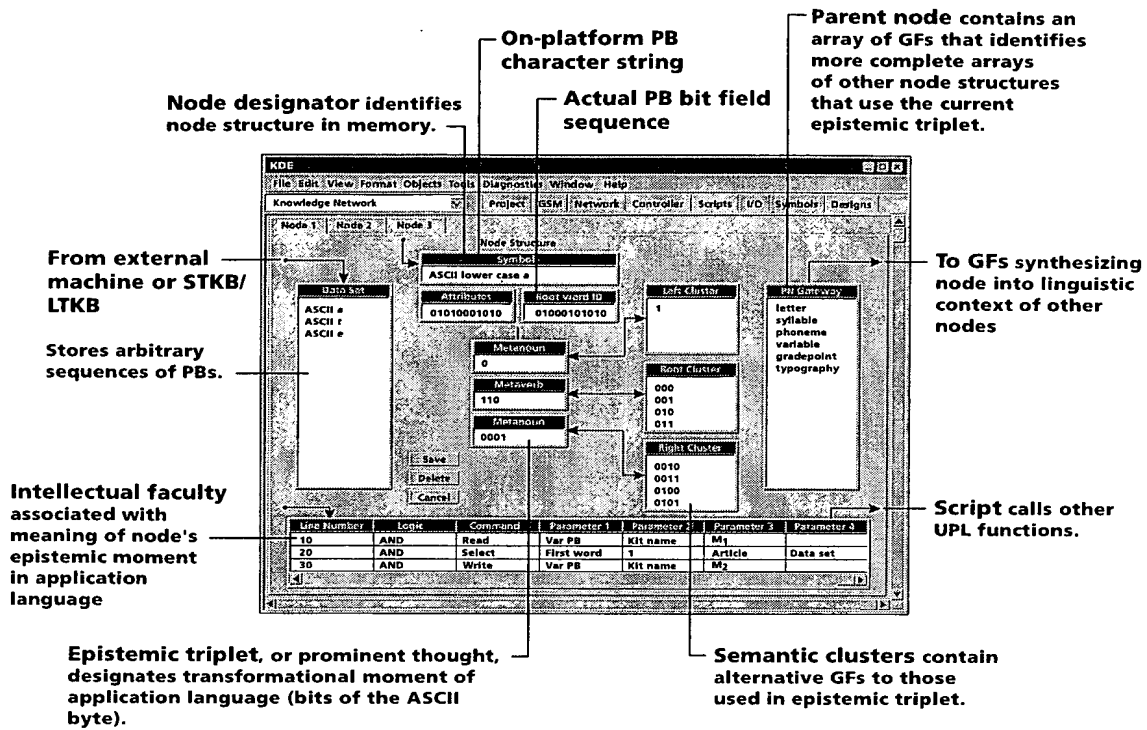 On-platform PB
character string
Parent node contains an
array of GFs that identifies
more complete arrays
of other node structures
that use the current
epistemic triplet.
Node designator identifies
node structure in memory.
Actual PB bit field
sequence
KDE
File Edit View Format Objects Tools Diagnostics Window Help
Knowledge Network
Project GSM Network Controller Scripts I/O Symbols Designs
Node 1 Node 2 Node 3
Node Structure
Symbol
ASCII lower case a
From external
machine or STKB/
LTKB
Stores arbitrary
sequences of PBs.
Data Set
ASCII a
ASCII t
ASCII e
Attributes
01010001010
Root Word ID
01000101010
Metanoun
0
Metaverb
110
Metanoun
0001
Save
Delete
Cancel
Left Cluster
1
Root Cluster
000
001
010
011
Right Cluster
0010
0011
0100
0101
PN Gateway
letter
syllable
phoneme
variable
gradepoint
typography
To GFs synthesizing
node into linguistic
context of other
nodes
Intellectual faculty
associated with
meaning of node's
epistemic moment
in application
language
Line Number Logic Command Parameter 1 Parameter 2 Parameter 3 Parameter 4
10 AND Read Var PB Kit name M1
20 AND Select First word 1 Article Data set
30 AND Write Var PB Kit name M2
Script calls other
UPL functions.
Epistemic triplet, or prominent thought,
designates transformational moment of
application language (bits of the ASCII
byte).
Semantic clusters contain
alternative GFs to those
used in epistemic triplet.